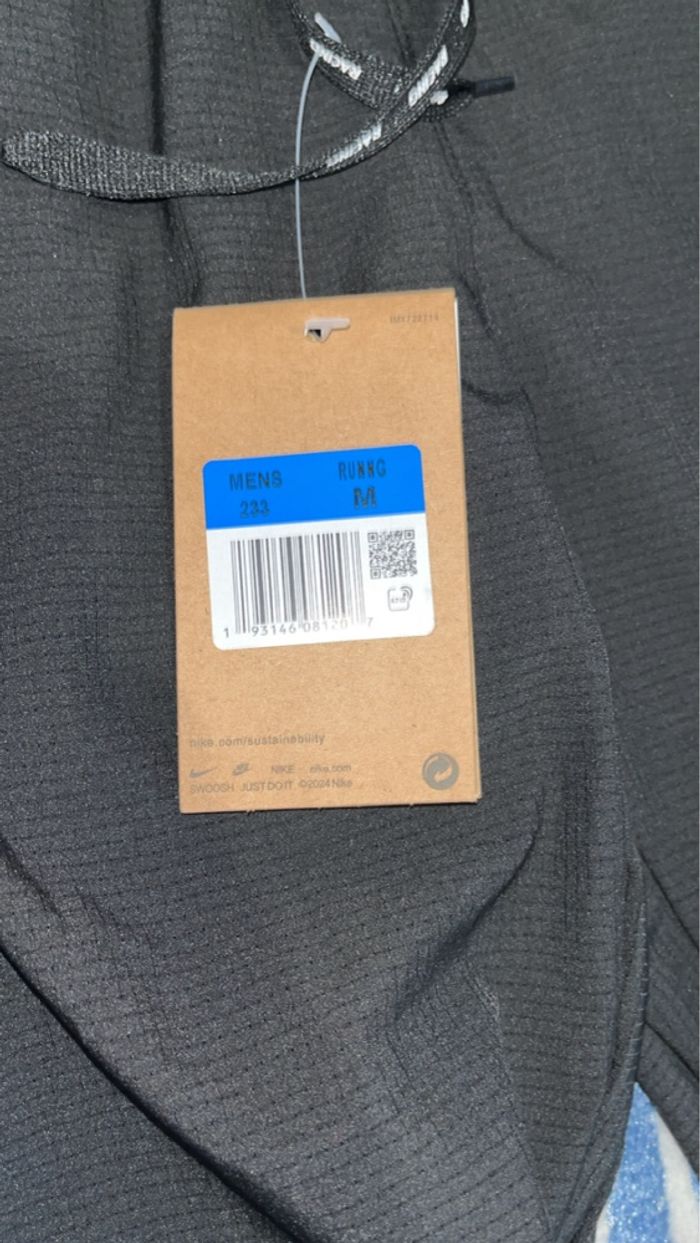 MENS RUNNG
233 M
1 93146 08120 7
nike.com/sustainability
NIKE nike.com
SWOOSH JUST DO IT ©2024 Nike